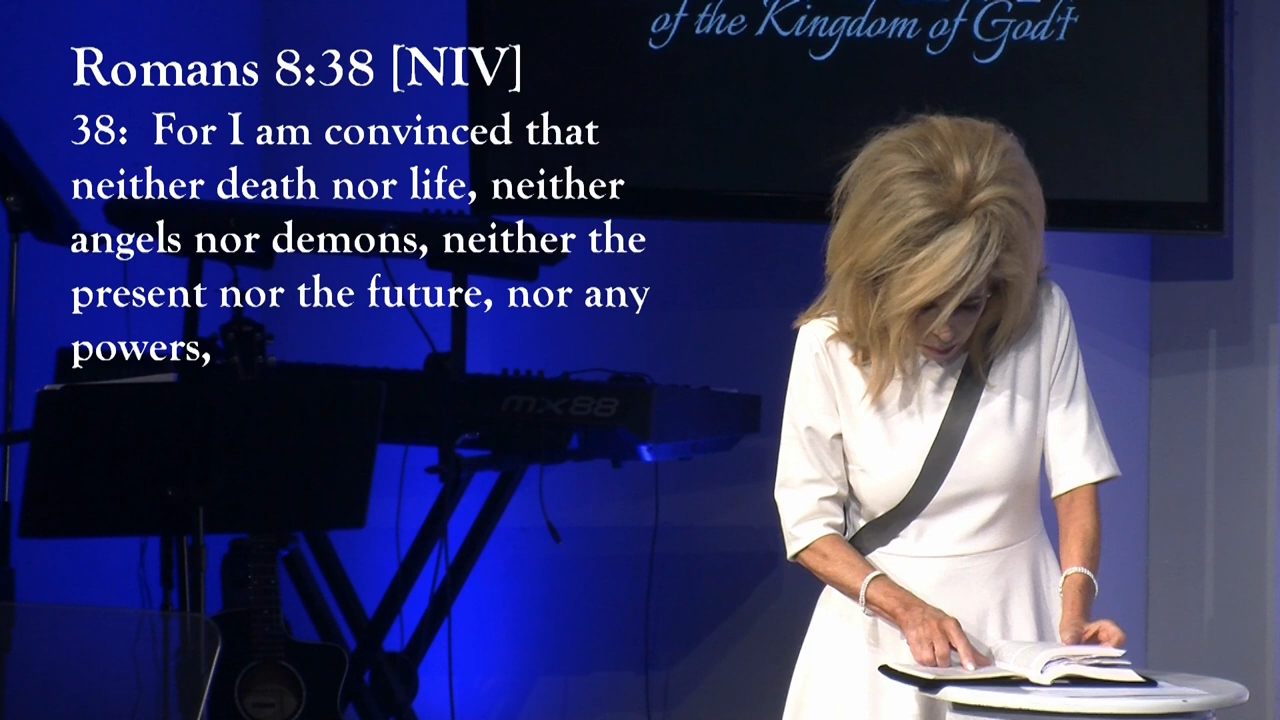 of the Kingdom of God
Romans 8:38 [NIV]
38: For I am convinced that
neither death nor life, neither
angels nor demons, neither the
present nor the future, nor any
powers,
mx88